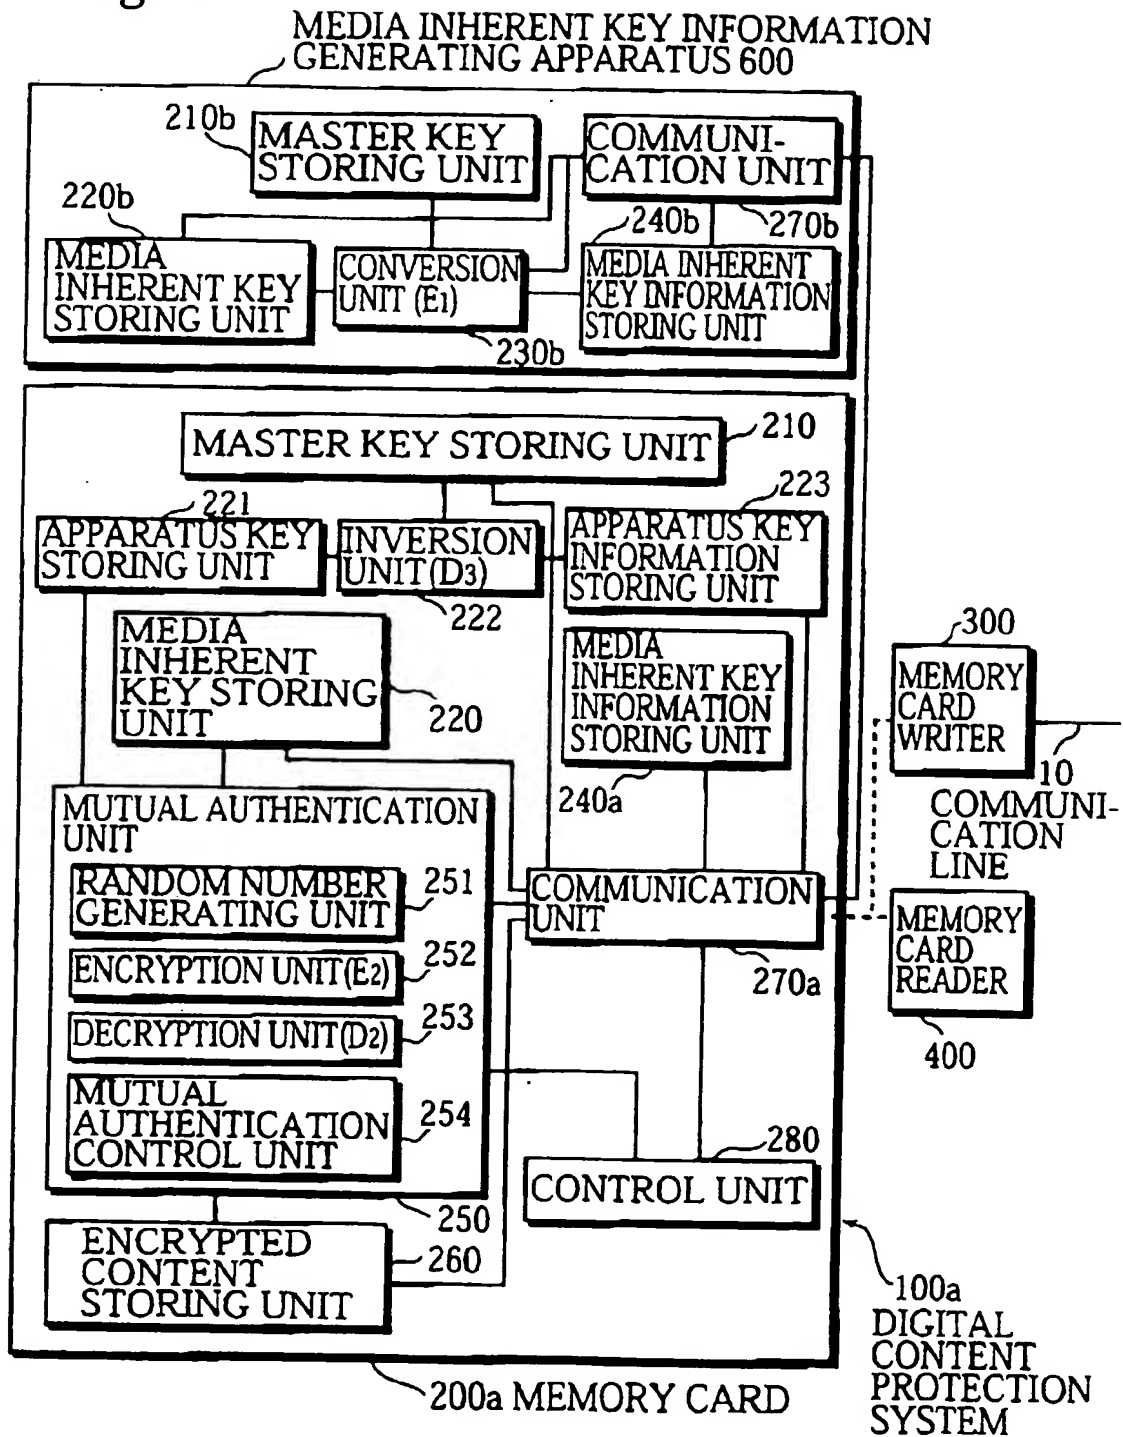 MEDIA INHERENT KEY INFORMATION
GENERATING APPARATUS 600
210b
MASTER KEY
STORING UNIT
COMMUNI-
CATION UNIT
220b
240b
270b
MEDIA
INHERENT KEY
STORING UNIT
CONVERSION
UNIT (E1)
MEDIA INHERENT
KEY INFORMATION
STORING UNIT
230b
MASTER KEY STORING UNIT
210
221
223
APPARATUS KEY
STORING UNIT
INVERSION
UNIT (D3)
APPARATUS KEY
INFORMATION
STORING UNIT
222
MEDIA
INHERENT
KEY STORING
UNIT
220
MEDIA
INHERENT KEY
INFORMATION
STORING UNIT
240a
300
MEMORY
CARD
WRITER
10
COMMUNI-
CATION
LINE
MUTUAL AUTHENTICATION
UNIT
RANDOM NUMBER
GENERATING UNIT
251
ENCRYPTION UNIT(E2)
252
DECRYPTION UNIT(D2)
253
MUTUAL
AUTHENTICATION
CONTROL UNIT
254
COMMUNICATION
UNIT
270a
MEMORY
CARD
READER
400
280
CONTROL UNIT
250
ENCRYPTED
CONTENT
STORING UNIT
260
100a
DIGITAL
CONTENT
PROTECTION
SYSTEM
200a MEMORY CARD